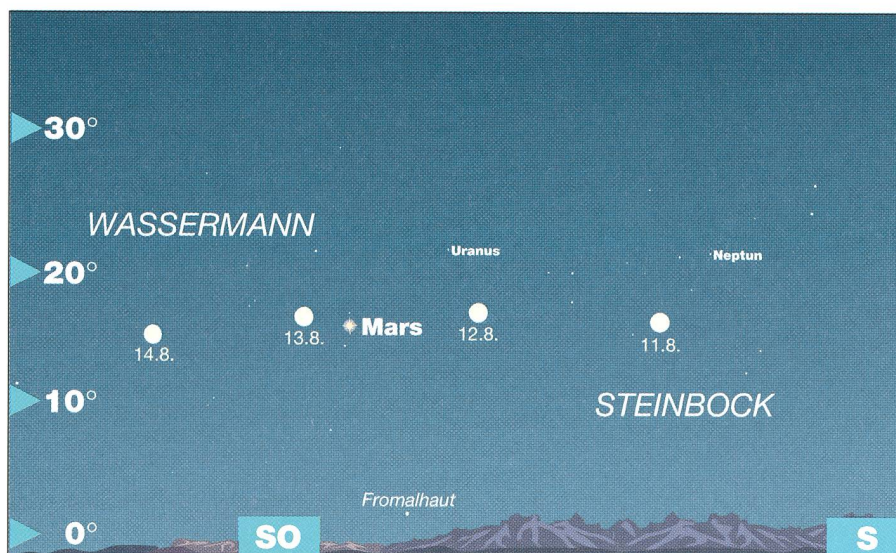 30°
WASSERMANN
Uranus
Neptun
20°
Mars
13.8.
12.8.
11.8.
14.8.
10°
STEINBOCK
Fromalhaut
0°
SO
S